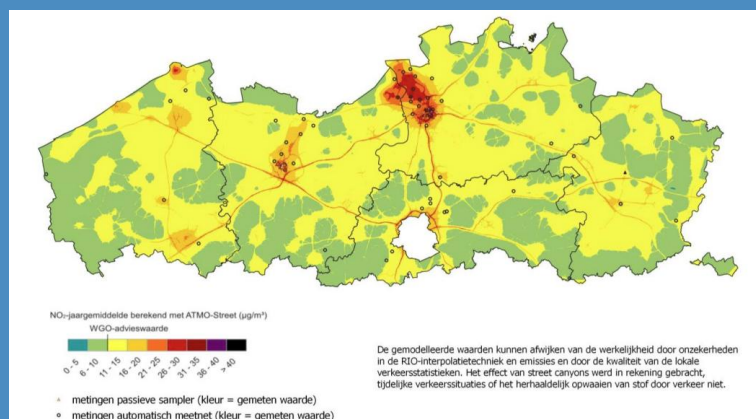 NO₂-jaargemiddelde berekend met ATMO-Street (µg/m³)
WGO-advieswaarde
0 - 5
6 - 10
11 - 15
16 - 20
21 - 25
26 - 30
31 - 35
36 - 40
> 40
metingen passieve sampler (kleur = gemeten waarde)
metingen automatisch meetnet (kleur = gemeten waarde)
De gemodelleerde waarden kunnen afwijken van de werkelijkheid door onzekerheden
in de RIO-interpolatietechniek en emissies en door de kwaliteit van de lokale
verkeersstatistieken. Het effect van street canyons werd in rekening gebracht,
tijdelijke verkeerssituaties of het herhaaldelijk opwaaien van stof door verkeer niet.